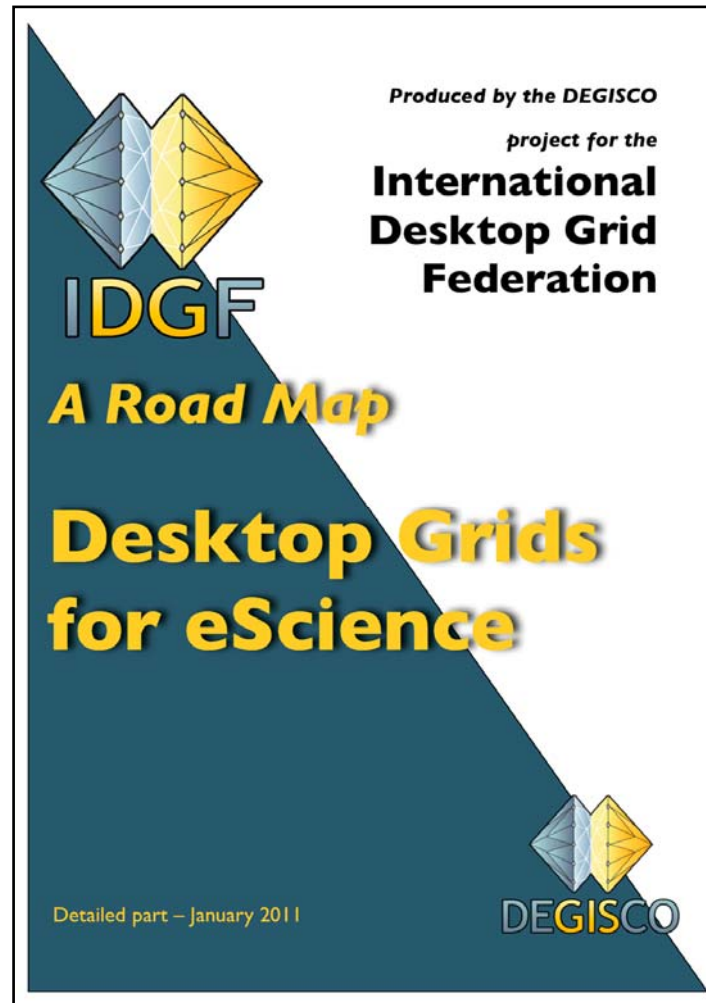 Produced by the DEGISCO
project for the
International
Desktop Grid
Federation
IDGF
A Road Map
Desktop Grids
for eScience
Detailed part – January 2011
DEGISCO